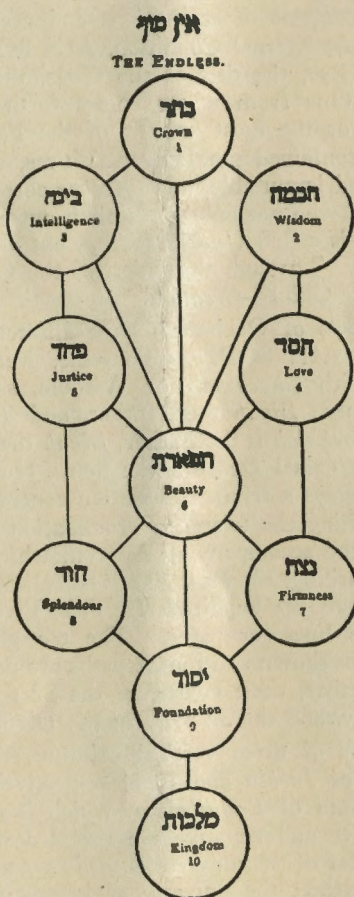 אין סוף
THE ENDLESS.
כתר
Crown
1
בינה
Intelligence
3
חכמה
Wisdom
2
פחד
Justice
5
חסד
Love
4
תפארת
Beauty
6
הוד
Splendour
8
נצח
Firmness
7
יסוד
Foundation
9
מלכות
Kingdom
10